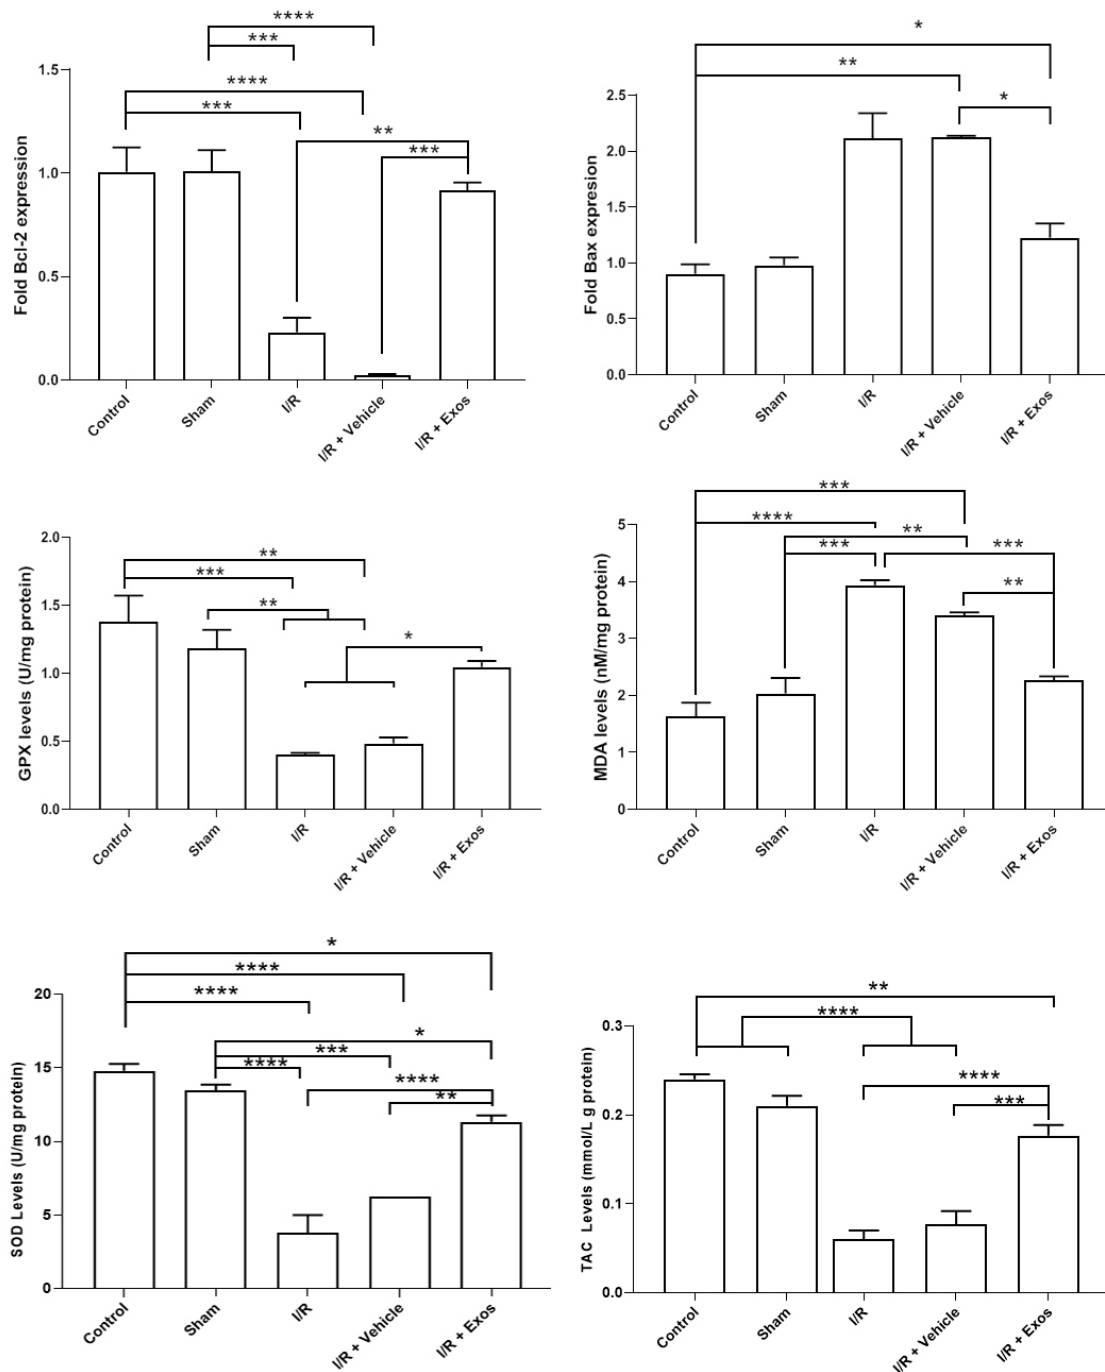 ****
***
****
***
**
***
1.5
1.0
0.5
0.0
Fold Bcl-2 expression
Control
Sham
I/R
I/R + Vehicle
I/R + Exos
*
**
*
2.5
2.0
1.5
1.0
0.5
0.0
Fold Bax expression
Control
Sham
I/R
I/R + Vehicle
I/R + Exos
**
***
**
*
2.0
1.5
1.0
0.5
0.0
GPX levels (U/mg protein)
Control
Sham
I/R
I/R + Vehicle
I/R + Exos
***
****
**
***
***
**
5
4
3
2
1
0
MDA levels (nM/mg protein)
Control
Sham
I/R
I/R + Vehicle
I/R + Exos
*
****
****
*
***
****
****
**
20
15
10
5
0
SOD Levels (U/mg protein)
Control
Sham
I/R
I/R + Vehicle
I/R + Exos
**
****
****
***
0.3
0.2
0.1
0.0
TAC Levels (mmol/L g protein)
Control
Sham
I/R
I/R + Vehicle
I/R + Exos